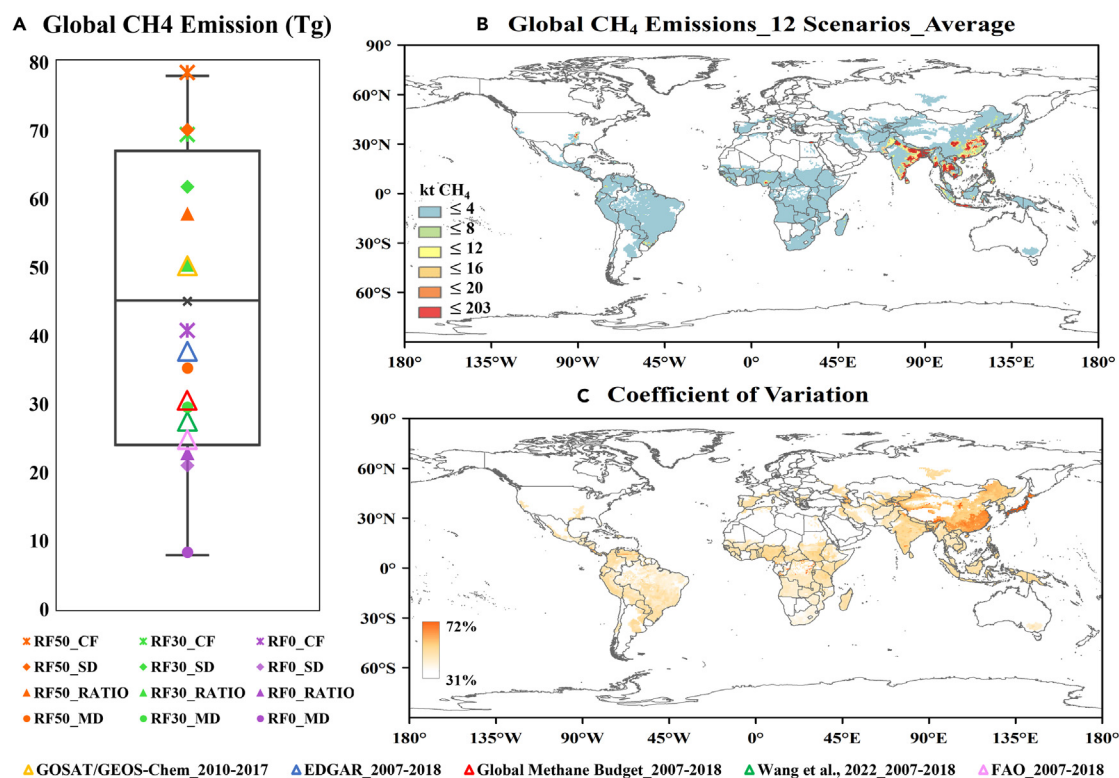 A Global CH4 Emission (Tg)
80
70
60
50
40
30
20
10
0
RF50_CF RF30_CF RF0_CF
RF50_SD RF30_SD RF0_SD
RF50_RATIO RF30_RATIO RF0_RATIO
RF50_MD RF30_MD RF0_MD
B Global CH₄ Emissions_12 Scenarios_Average
90°
60°N
30°N
0°
30°S
60°S
kt CH₄
≤ 4
≤ 8
≤ 12
≤ 16
≤ 20
≤ 203
180° 135°W 90°W 45°W 0° 45°E 90°E 135°E 180°
C Coefficient of Variation
90°
60°N
30°N
0°
30°S
60°S
72%
31%
180° 135°W 90°W 45°W 0° 45°E 90°E 135°E 180°
GOSAT/GEOS-Chem_2010-2017 EDGAR_2007-2018 Global Methane Budget_2007-2018 Wang et al., 2022_2007-2018 FAO_2007-2018